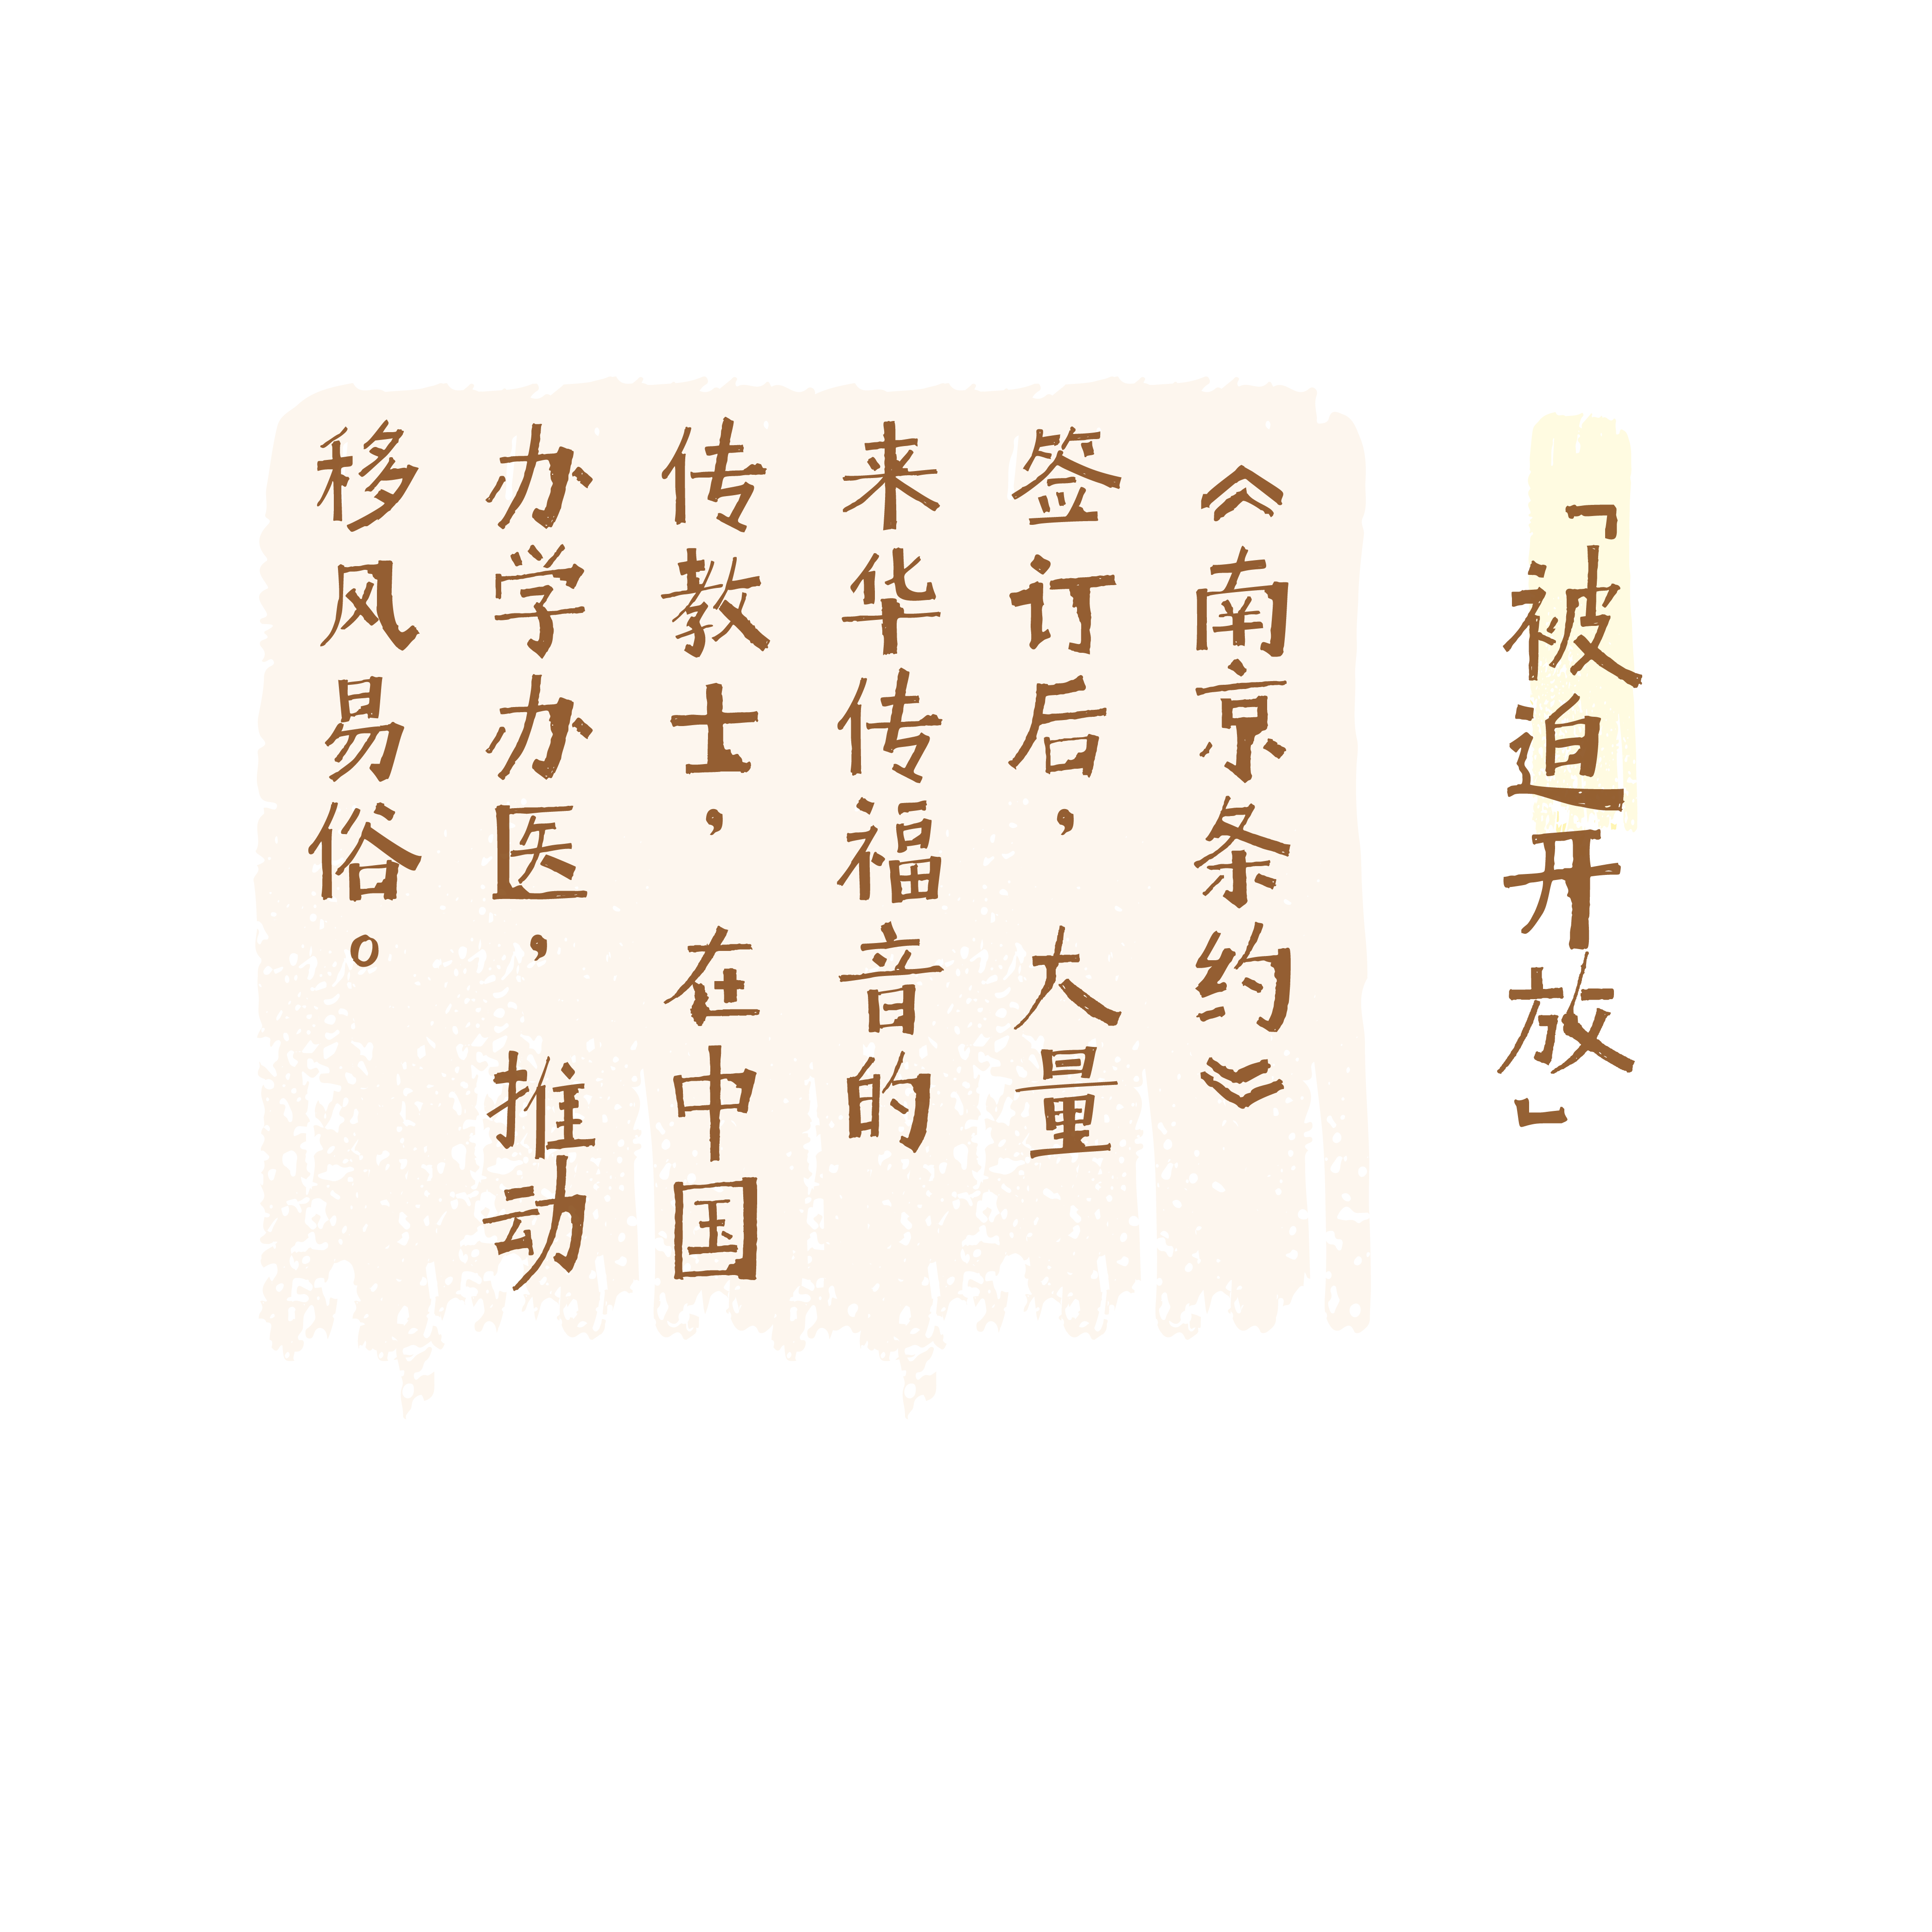 「被迫开放」
《南京条约》
签订后，大量
来华传福音的
传教士，在中国
办学办医，推动
移风易俗。